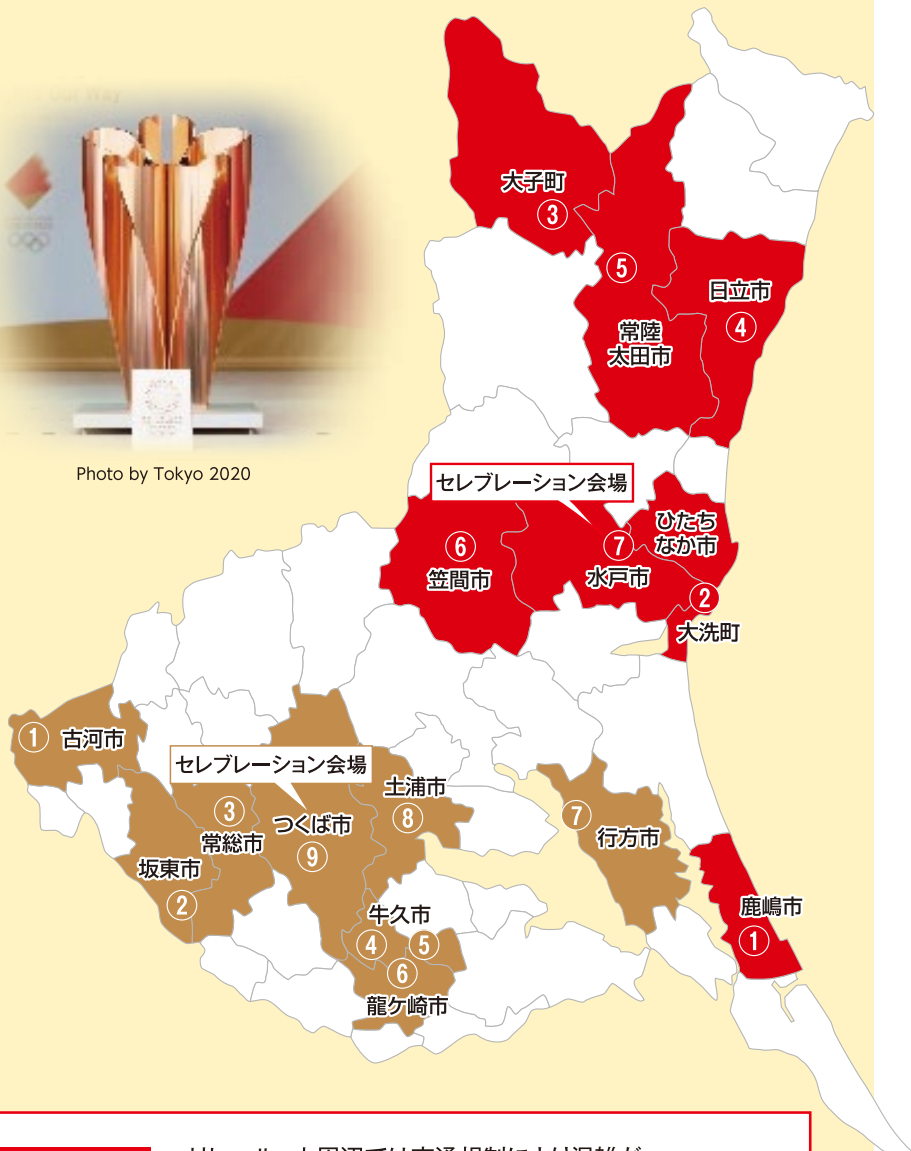 our Way
大子町
③
⑤
日立市
④
常陸
太田市
Photo by Tokyo 2020
セレブレーション会場
ひたち
なか市
⑥
笠間市
⑦
水戸市
②
大洗町
①
古河市
セレブレーション会場
③
常総市
つくば市
⑨
土浦市
⑧
⑦
行方市
坂東市
②
牛久市
④
⑤
⑥
龍ケ崎市
鹿嶋市
①